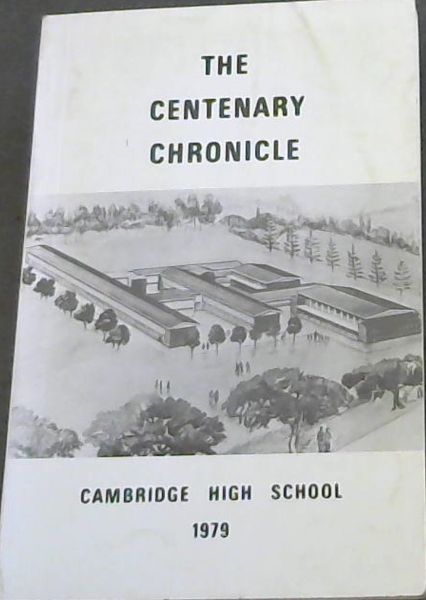 THE
CENTENARY
CHRONICLE
CAMBRIDGE HIGH SCHOOL
1979